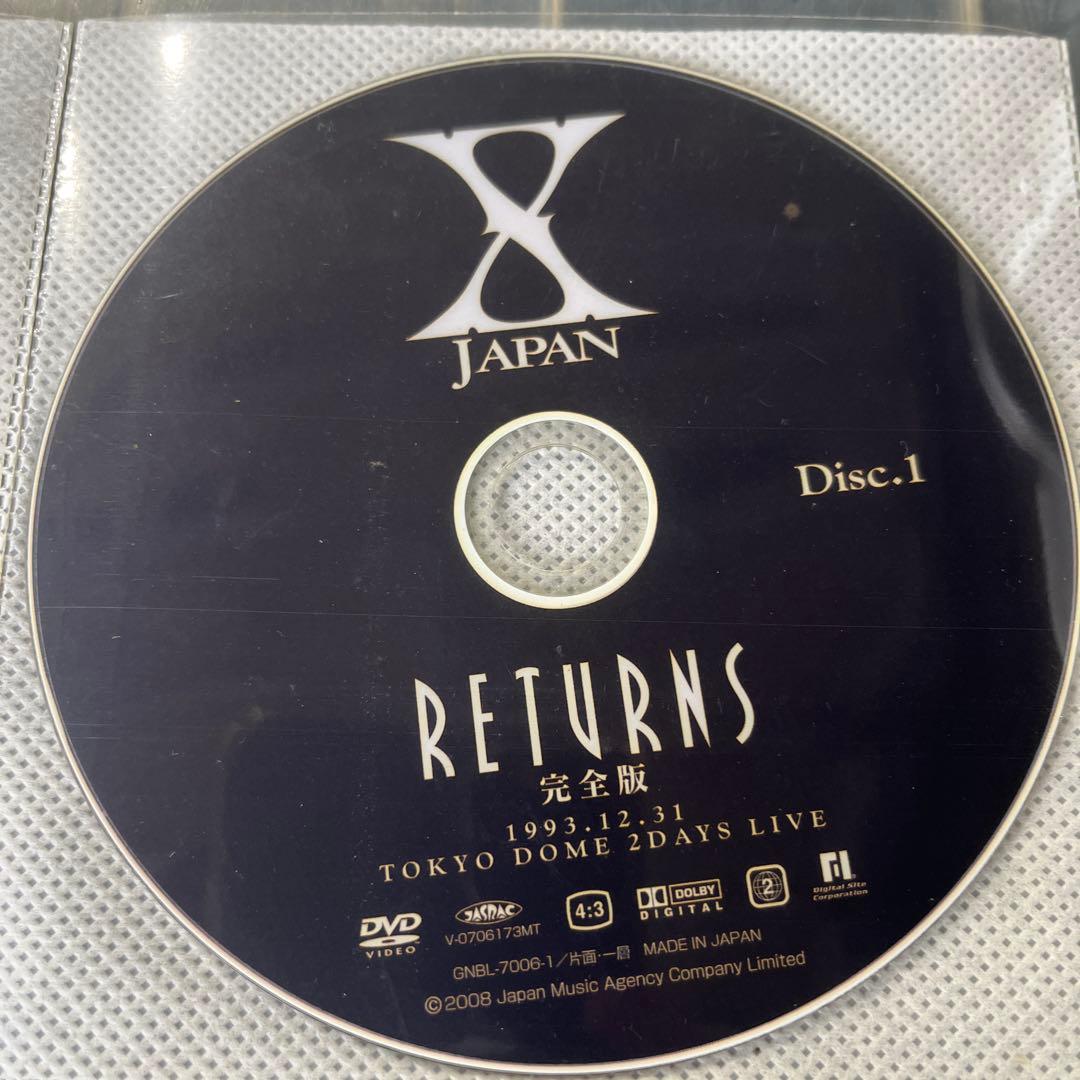 X
JAPAN
Disc.1
RETURNS
完全版
1993.12.31
TOKYO DOME 2DAYS LIVE
DVD
VIDEO
JASRAC
V-0706173MT
4:3
DOLBY
DIGITAL
2
Digital Site
Corporation
GNBL-7006-1/片面・一層 MADE IN JAPAN
©2008 Japan Music Agency Company Limited